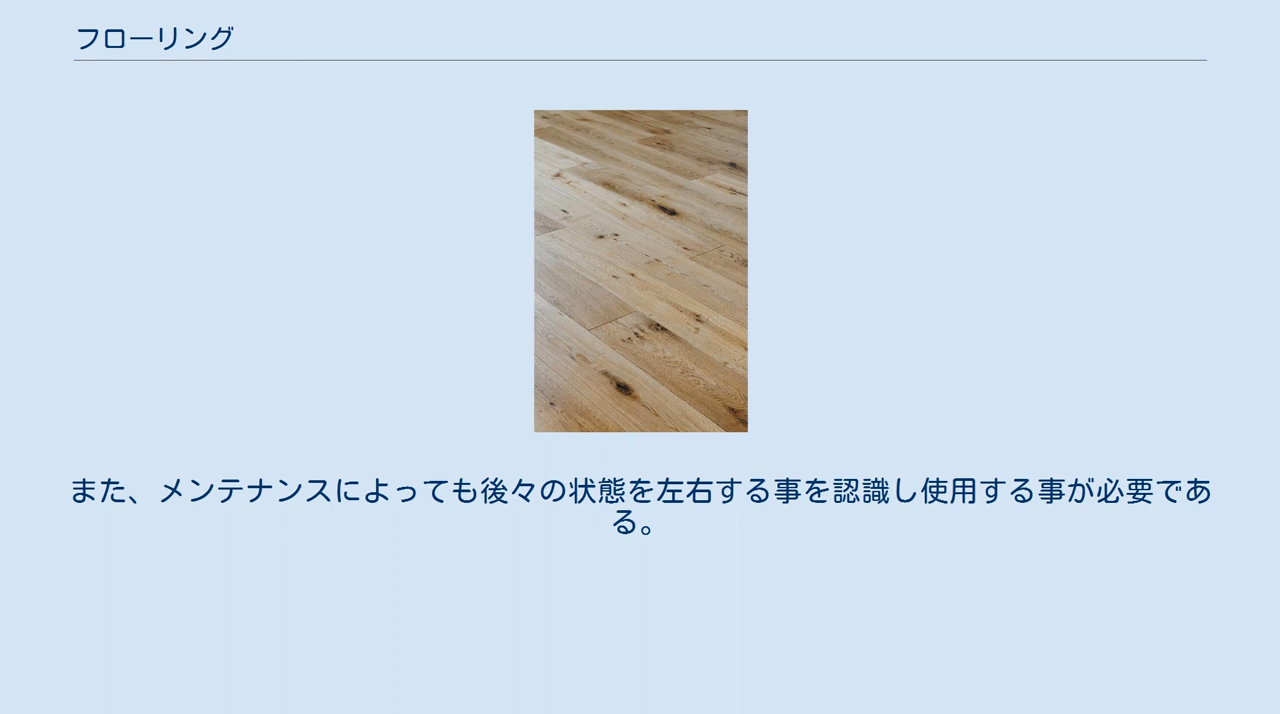 フローリング
また、メンテナンスによっても後々の状態を左右する事を認識し使用する事が必要であ
る。